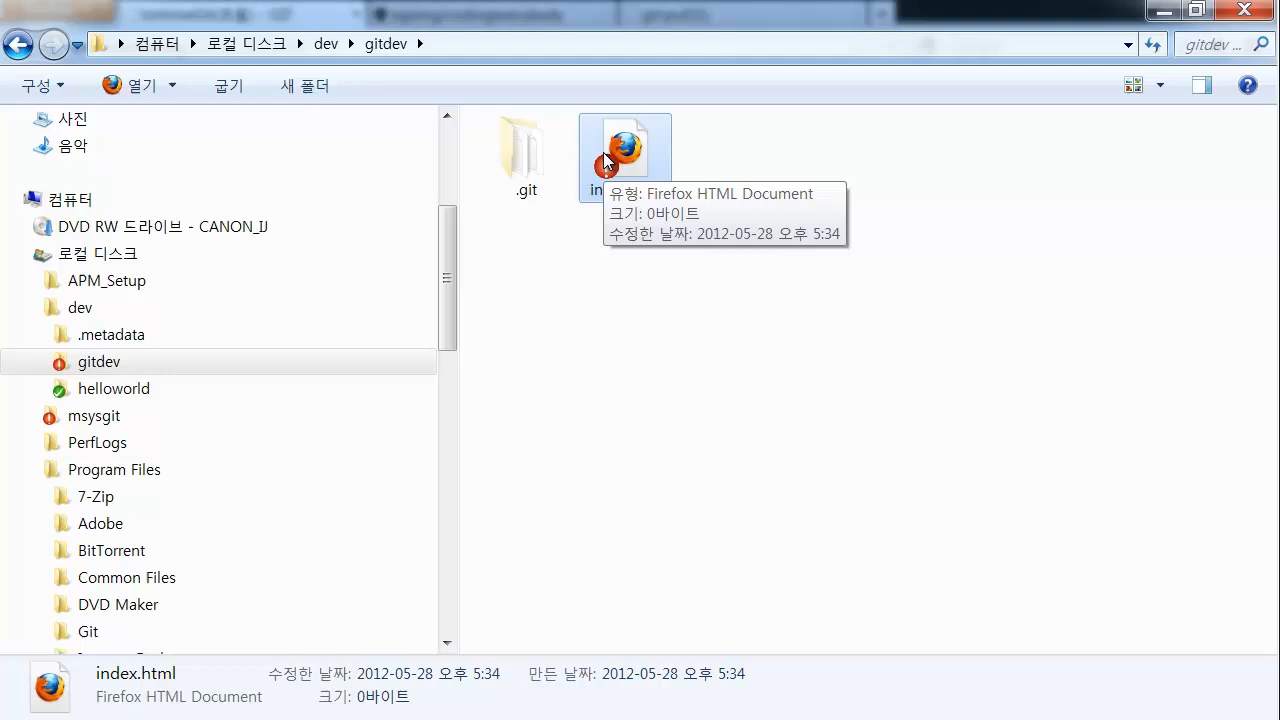 컴퓨터 로컬 디스크 dev gitdev
gitdev ...
구성 열기 굽기 새 폴더
사진
음악
컴퓨터
DVD RW 드라이브 - CANON_IJ
로컬 디스크
APM_Setup
dev
.metadata
gitdev
helloworld
msysgit
PerfLogs
Program Files
7-Zip
Adobe
BitTorrent
Common Files
DVD Maker
Git
.git
유형: Firefox HTML Document
크기: 0바이트
수정한 날짜: 2012-05-28 오후 5:34
index.html 수정한 날짜: 2012-05-28 오후 5:34 만든 날짜: 2012-05-28 오후 5:34
Firefox HTML Document 크기: 0바이트